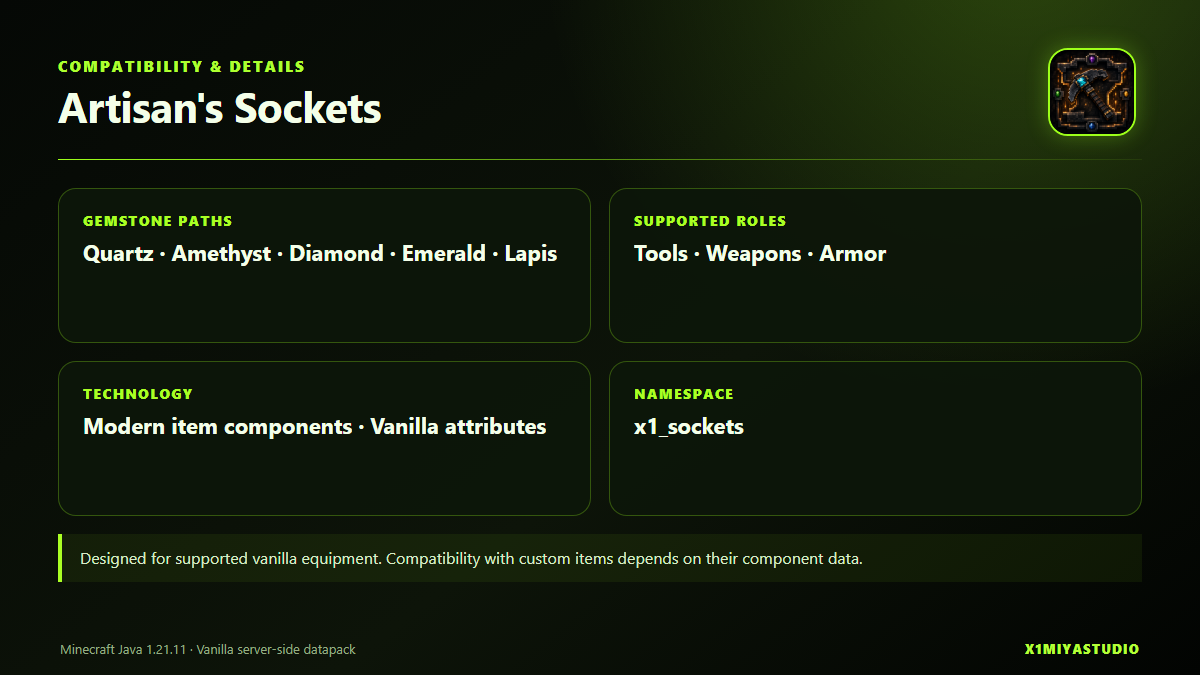 COMPATIBILITY & DETAILS
Artisan's Sockets
GEMSTONE PATHS
Quartz · Amethyst · Diamond · Emerald · Lapis
SUPPORTED ROLES
Tools · Weapons · Armor
TECHNOLOGY
Modern item components · Vanilla attributes
NAMESPACE
x1_sockets
Designed for supported vanilla equipment. Compatibility with custom items depends on their component data.
Minecraft Java 1.21.11 · Vanilla server-side datapack
X1MIYASTUDIO